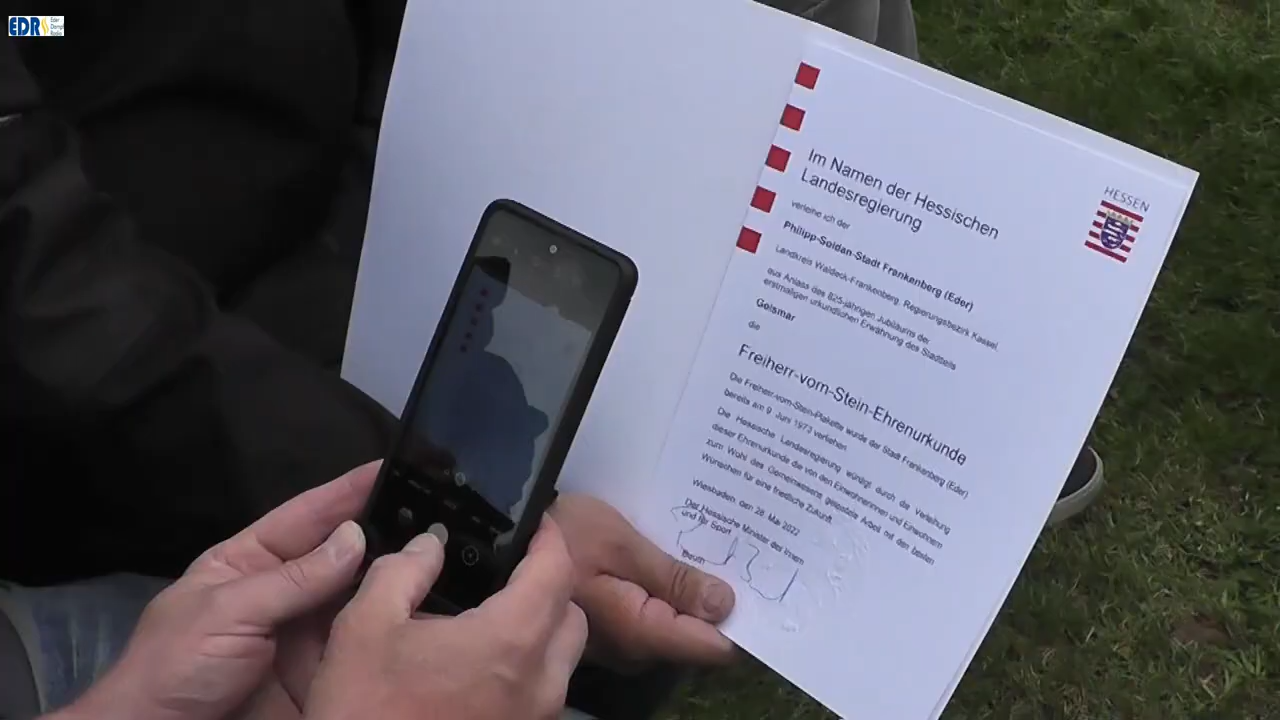 EDR
Eder
Dampf
Radio
HESSEN
Im Namen der Hessischen
Landesregierung
verleihe ich der
Philipp-Soldan-Stadt Frankenberg (Eder)
Landkreis Waldeck-Frankenberg, Regierungsbezirk Kassel,
aus Anlass des 825-jährigen Jubiläums der
erstmaligen urkundlichen Erwähnung des Stadtteils
Geismar
die
Freiherr-vom-Stein-Ehrenurkunde
Die Freiherr-vom-Stein-Plakette wurde der Stadt Frankenberg (Eder)
bereits am 9. Juni 1973 verliehen.
Die Hessische Landesregierung würdigt durch die Verleihung
dieser Ehrenurkunde die von den Einwohnerinnen und Einwohnern
zum Wohl des Gemeinwesens geleistete Arbeit mit den besten
Wünschen für eine friedliche Zukunft.
Wiesbaden, den 28. Mai 2022
Der Hessische Minister des Innern
und für Sport
Beuth